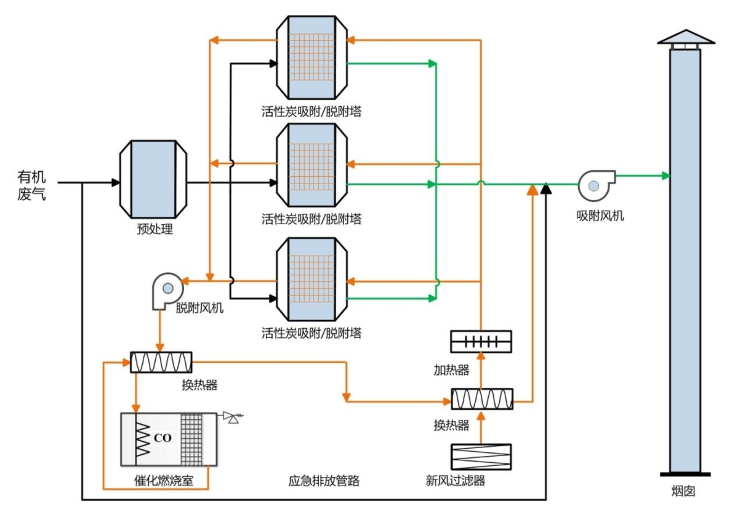 活性炭吸附/脱附塔
有机
废气
预处理
活性炭吸附/脱附塔
吸附风机
脱附风机
活性炭吸附/脱附塔
加热器
换热器
换热器
CO
催化燃烧室
应急排放管路
新风过滤器
烟囱